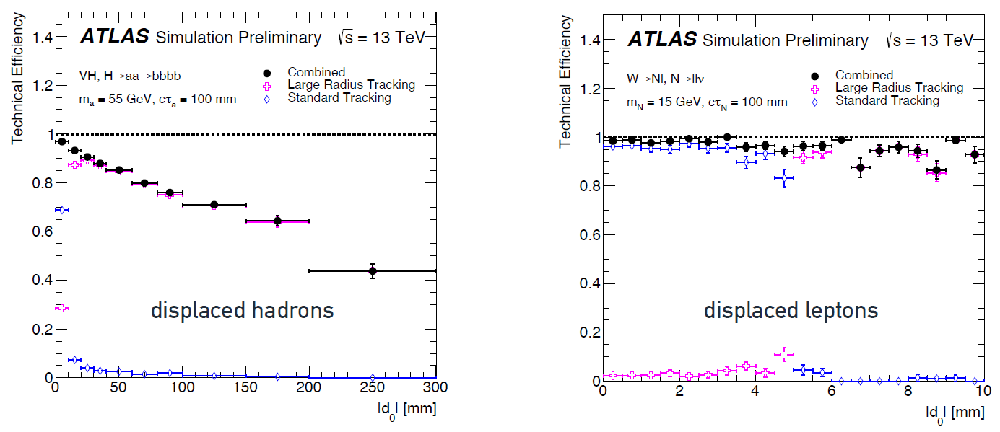 Technical Efficiency
1.4
1.2
1
0.8
0.6
0.4
0.2
0
ATLAS Simulation Preliminary √s = 13 TeV
VH, H→aa→bb̅bb̅
m_a = 55 GeV, cτ_a = 100 mm
Combined
Large Radius Tracking
Standard Tracking
displaced hadrons
0 50 100 150 200 250 300
|d_0| [mm]
Technical Efficiency
1.4
1.2
1
0.8
0.6
0.4
0.2
0
ATLAS Simulation Preliminary √s = 13 TeV
W→Nl, N→llν
m_N = 15 GeV, cτ_N = 100 mm
Combined
Large Radius Tracking
Standard Tracking
displaced leptons
0 2 4 6 8 10
|d_0| [mm]